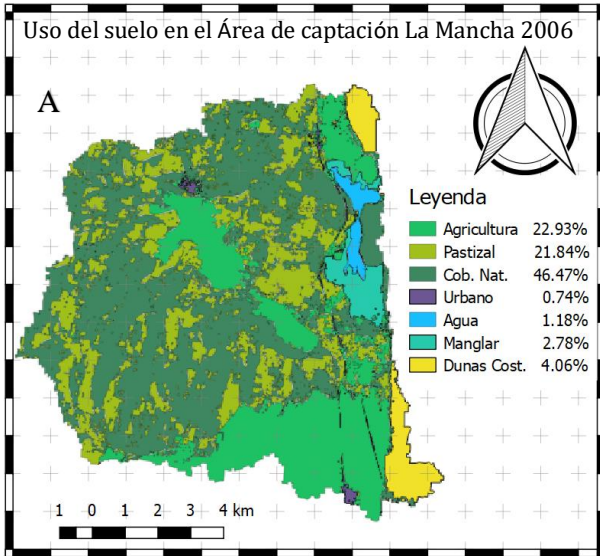 Uso del suelo en el Área de captación La Mancha 2006
A
Leyenda
Agricultura 22.93%
Pastizal 21.84%
Cob. Nat. 46.47%
Urbano 0.74%
Agua 1.18%
Manglar 2.78%
Dunas Cost. 4.06%
1 0 1 2 3 4 km